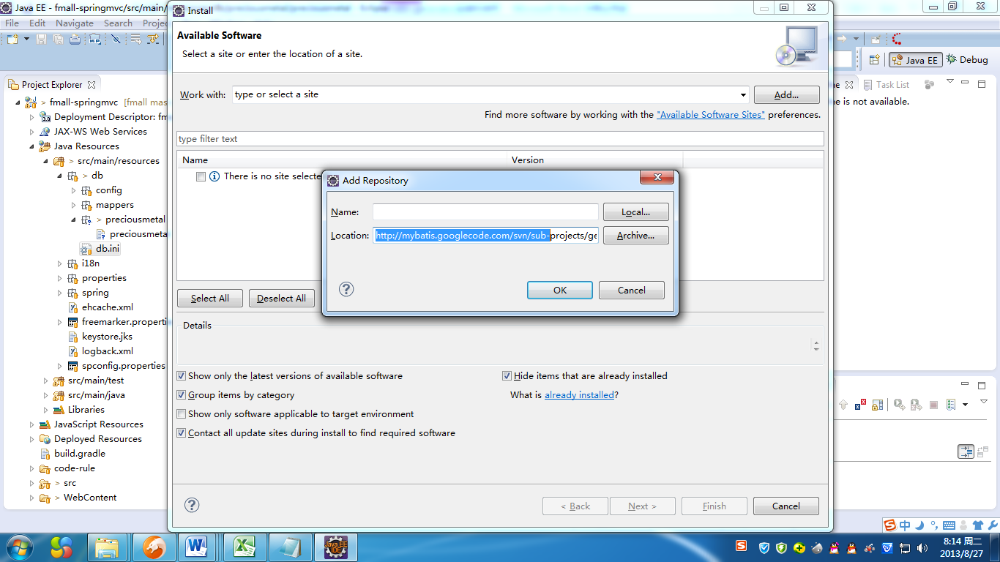 Java EE - fmall-springmvc/src/main/
Install
File Edit Navigate Search Proje
Available Software
Select a site or enter the location of a site.
Java EE
Debug
Project Explorer
Task List
Work with:
type or select a site
Add...
e is not available.
Find more software by working with the "Available Software Sites" preferences.
type filter text
Name
Version
There is no site selecte
> fmall-springmvc [fmall mas
Deployment Descriptor: fm
JAX-WS Web Services
Java Resources
> src/main/resources
> db
config
mappers
> preciousmetal
preciousmeta
db.ini
i18n
properties
spring
ehcache.xml
freemarker.properti
keystore.jks
logback.xml
spconfig.properties
src/main/test
src/main/java
Libraries
JavaScript Resources
Deployed Resources
build.gradle
code-rule
> src
> WebContent
Add Repository
Name:
Local...
Location:
http://mybatis.googlecode.com/svn/sub-projects/ge
Archive...
OK
Cancel
Select All
Deselect All
Details
Show only the latest versions of available software
Hide items that are already installed
Group items by category
What is already installed?
Show only software applicable to target environment
Contact all update sites during install to find required software
< Back
Next >
Finish
Cancel
中
Java EE
IDE
8:14 周二
2013/8/27